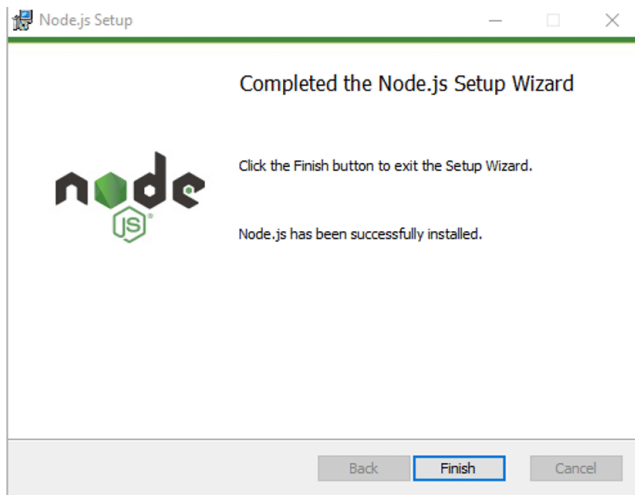 Node.js Setup
Completed the Node.js Setup Wizard
Click the Finish button to exit the Setup Wizard.
node
JS
Node.js has been successfully installed.
Back Finish Cancel